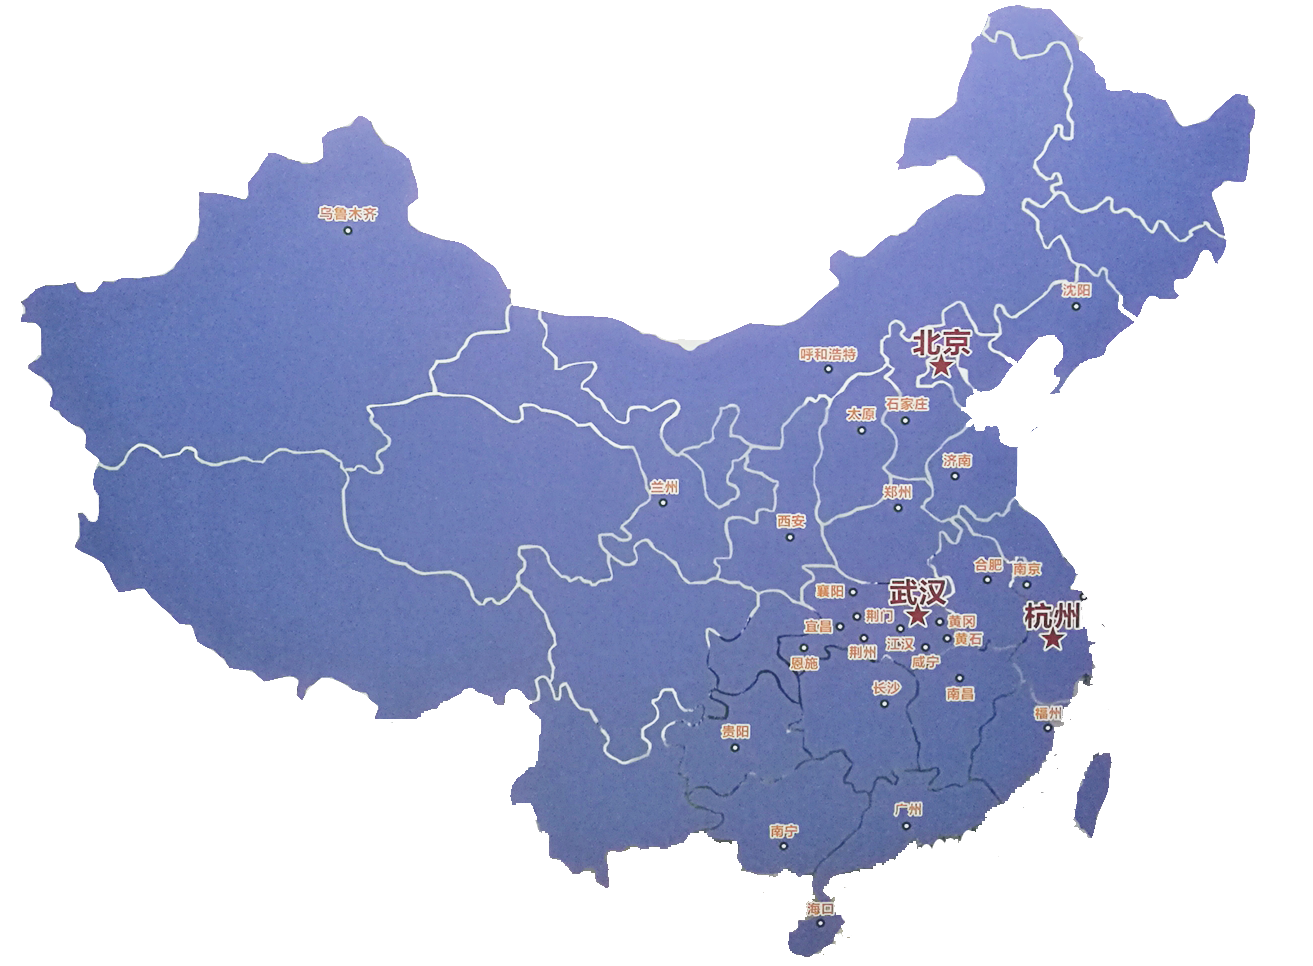 乌鲁木齐
沈阳
北京
呼和浩特
石家庄
太原
济南
兰州
郑州
西安
合肥
南京
襄阳
武汉
杭州
荆门
黄冈
宜昌
江汉
黄石
荆州
咸宁
恩施
长沙
南昌
福州
贵阳
广州
南宁
海口